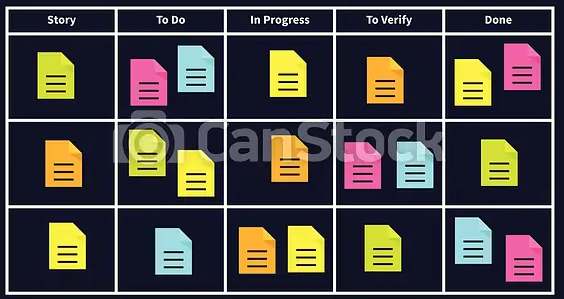 Story
To Do
In Progress
To Verify
Done
CanStock